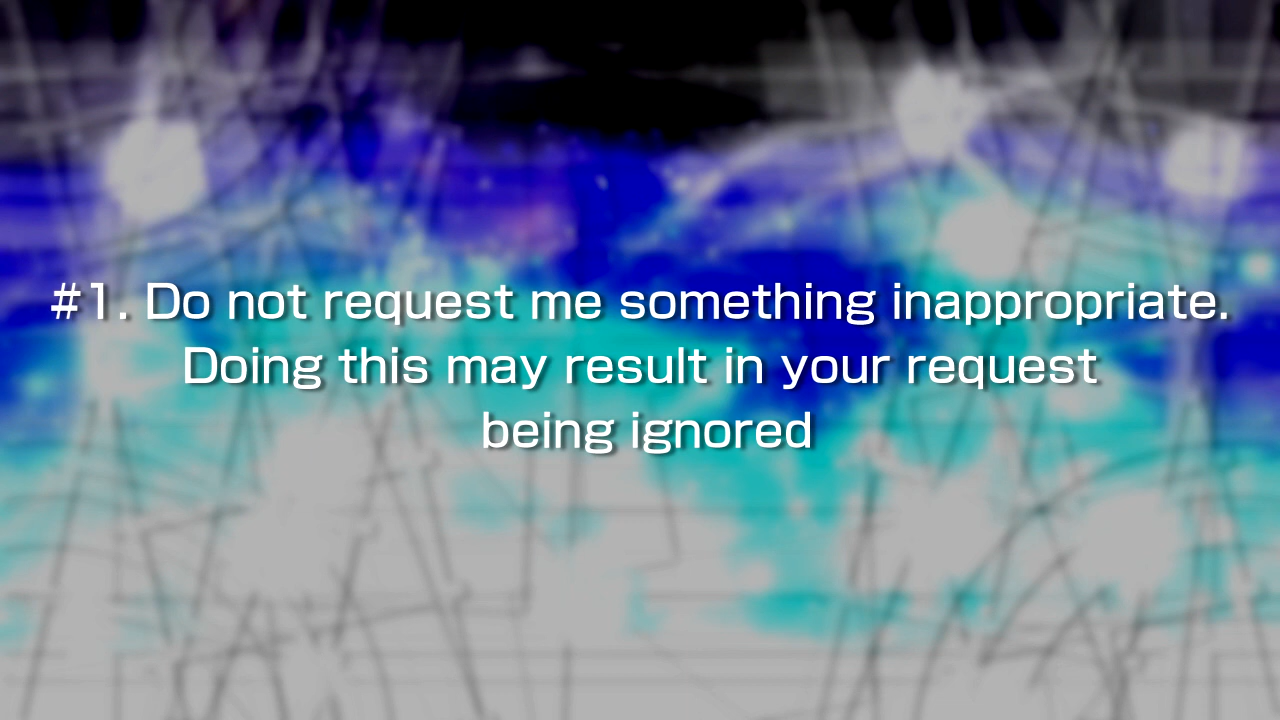 #1. Do not request me something inappropriate.
Doing this may result in your request
being ignored